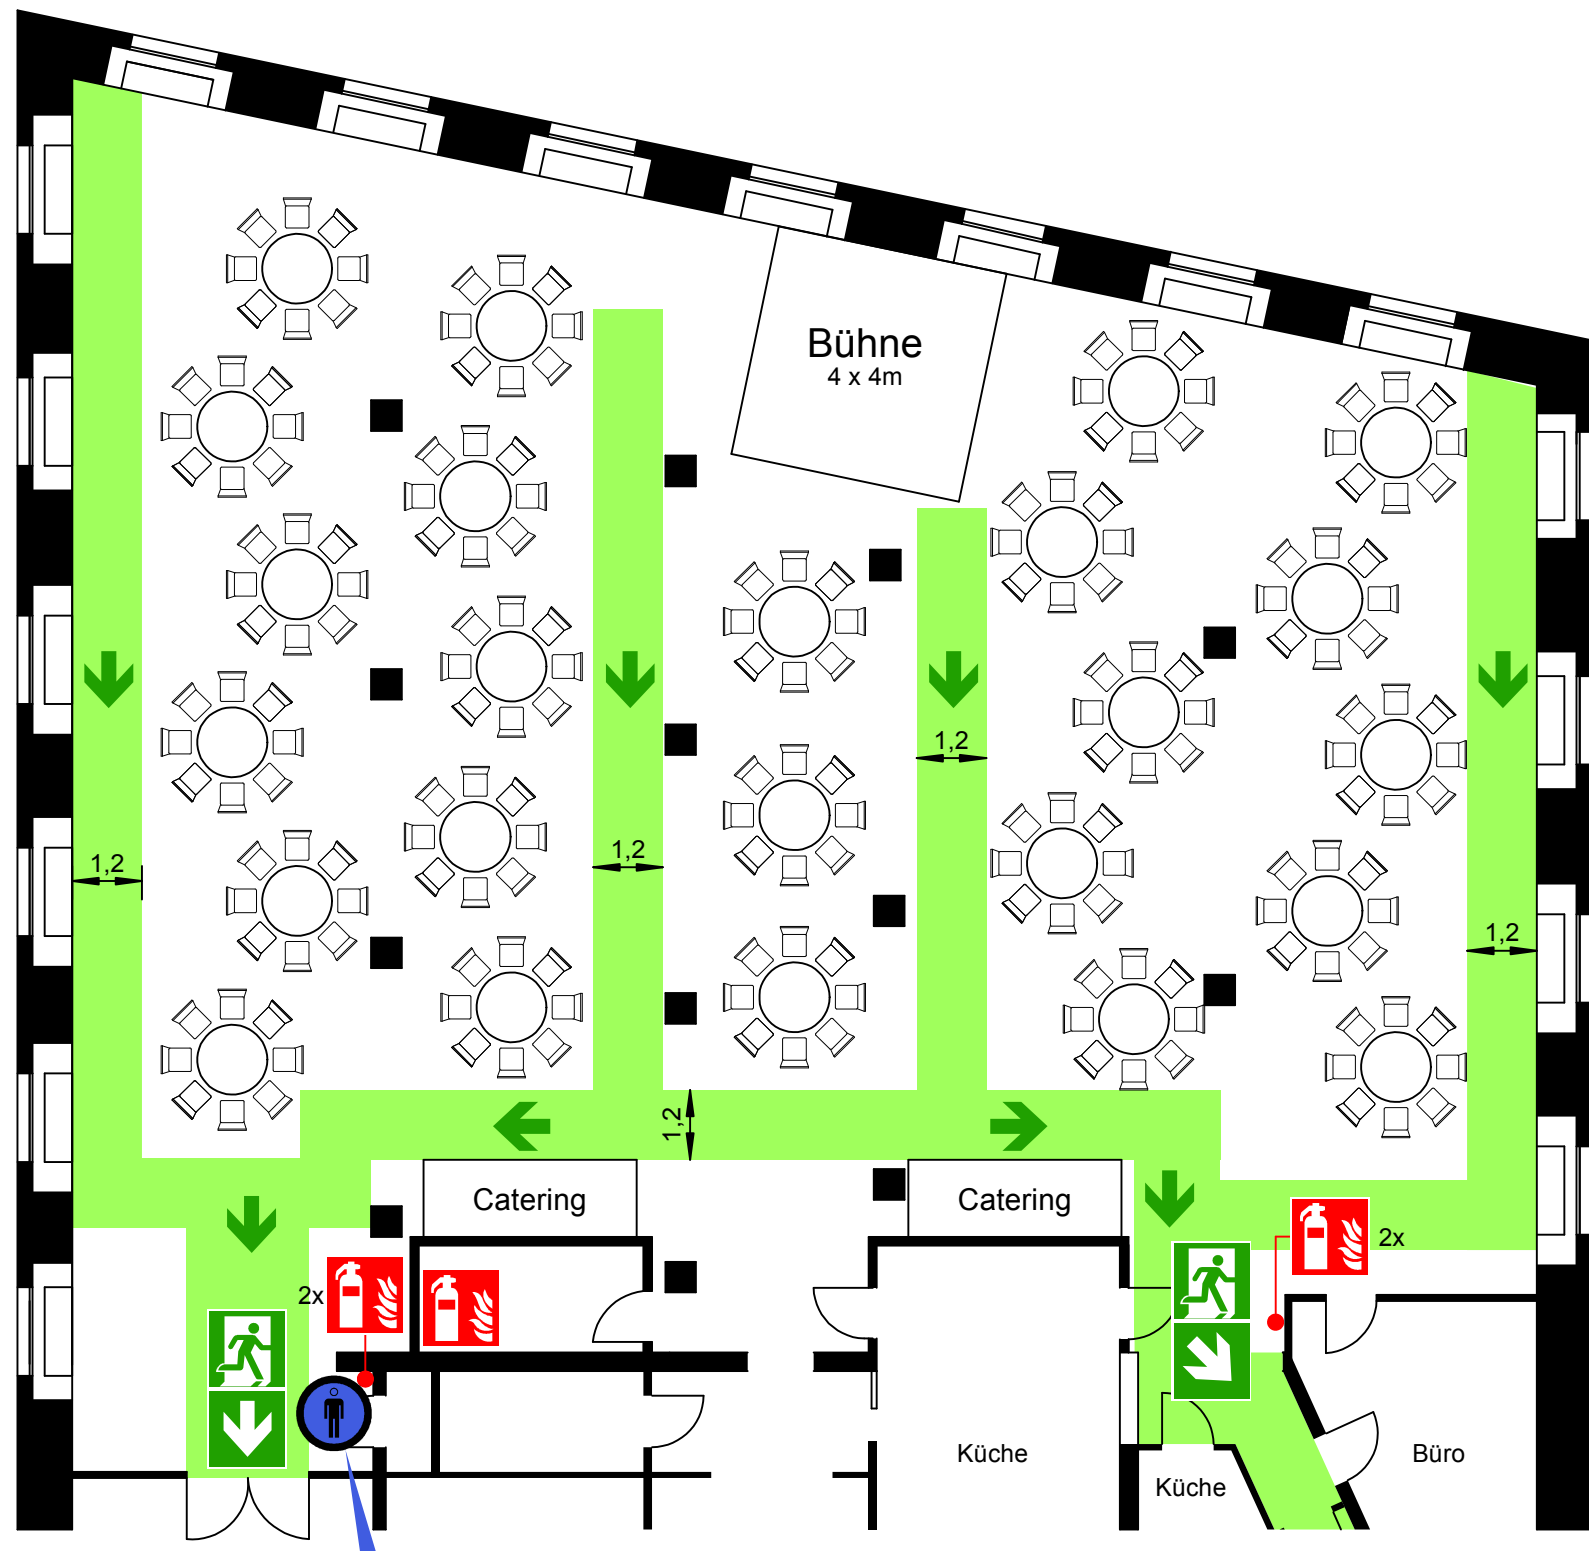 Bühne
4 x 4m
1,2
1,2
1,2
1,2
1,2
Catering
Catering
2x
2x
Küche
Büro
Küche